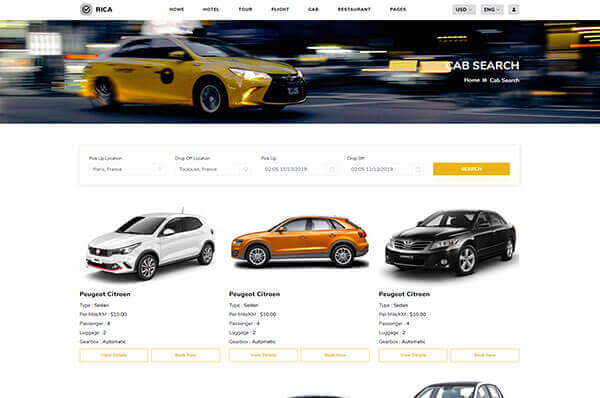 RICA HOME HOTEL TOUR FLIGHT CAB RESTAURANT PAGES USD ENG
CAB SEARCH
Home Cab Search
Pick Up Location Drop Off Location Pick Up Drop Off
Paris, France Toulouse, France 02:05 11/13/2019 02:05 12/13/2019 SEARCH
Peugeot Citroen Peugeot Citroen Peugeot Citroen
Type : Sedan Type : Sedan Type : Sedan
Per Mile/KM : $10.00 Per Mile/KM : $10.00 Per Mile/KM : $10.00
Passenger : 4 Passenger : 4 Passenger : 4
Luggage : 2 Luggage : 2 Luggage : 2
Gearbox : Automatic Gearbox : Automatic Gearbox : Automatic
View Details Book Now View Details Book Now View Details Book Now